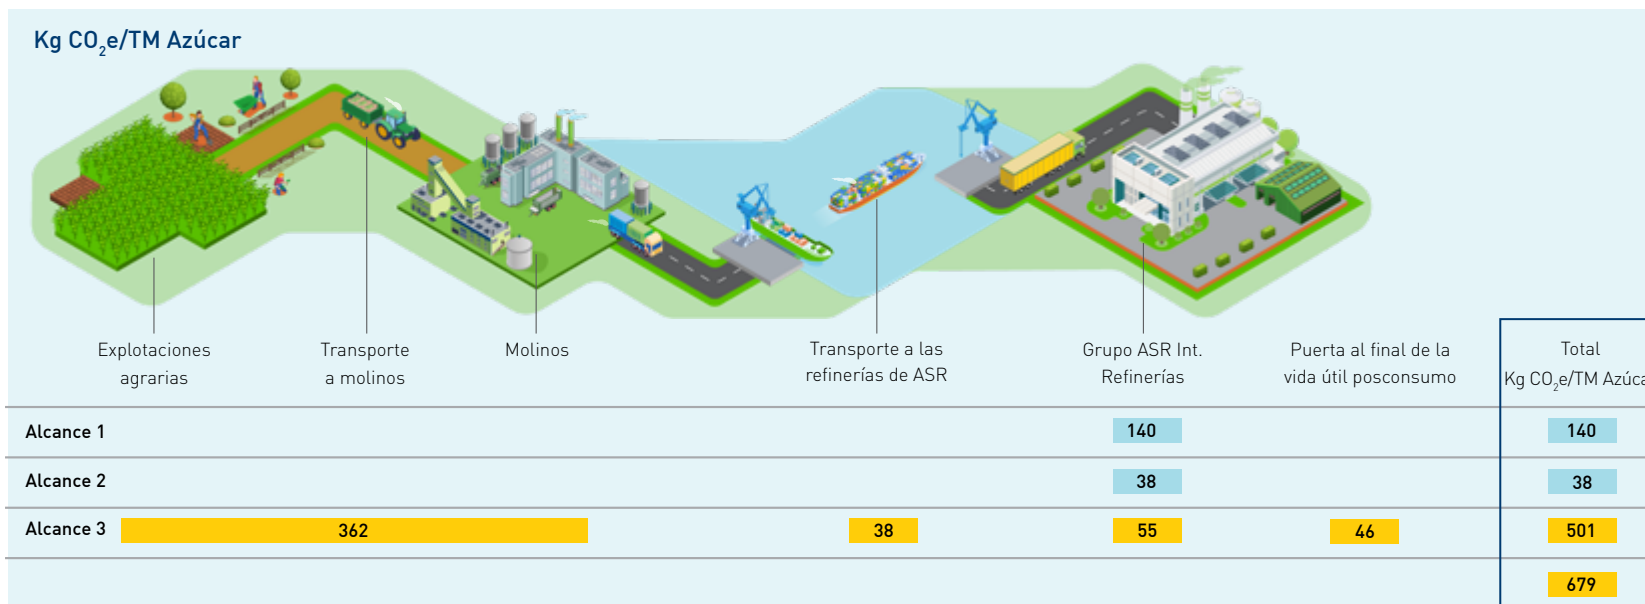 Kg CO₂e/TM Azúcar
Explotaciones
agrarias
Transporte
a molinos
Molinos
Transporte a las
refinerías de ASR
Grupo ASR Int.
Refinerías
Puerta al final de la
vida útil posconsumo
Total
Kg CO₂e/TM Azúca
Alcance 1 140 140
Alcance 2 38 38
Alcance 3 362 38 55 46 501
679